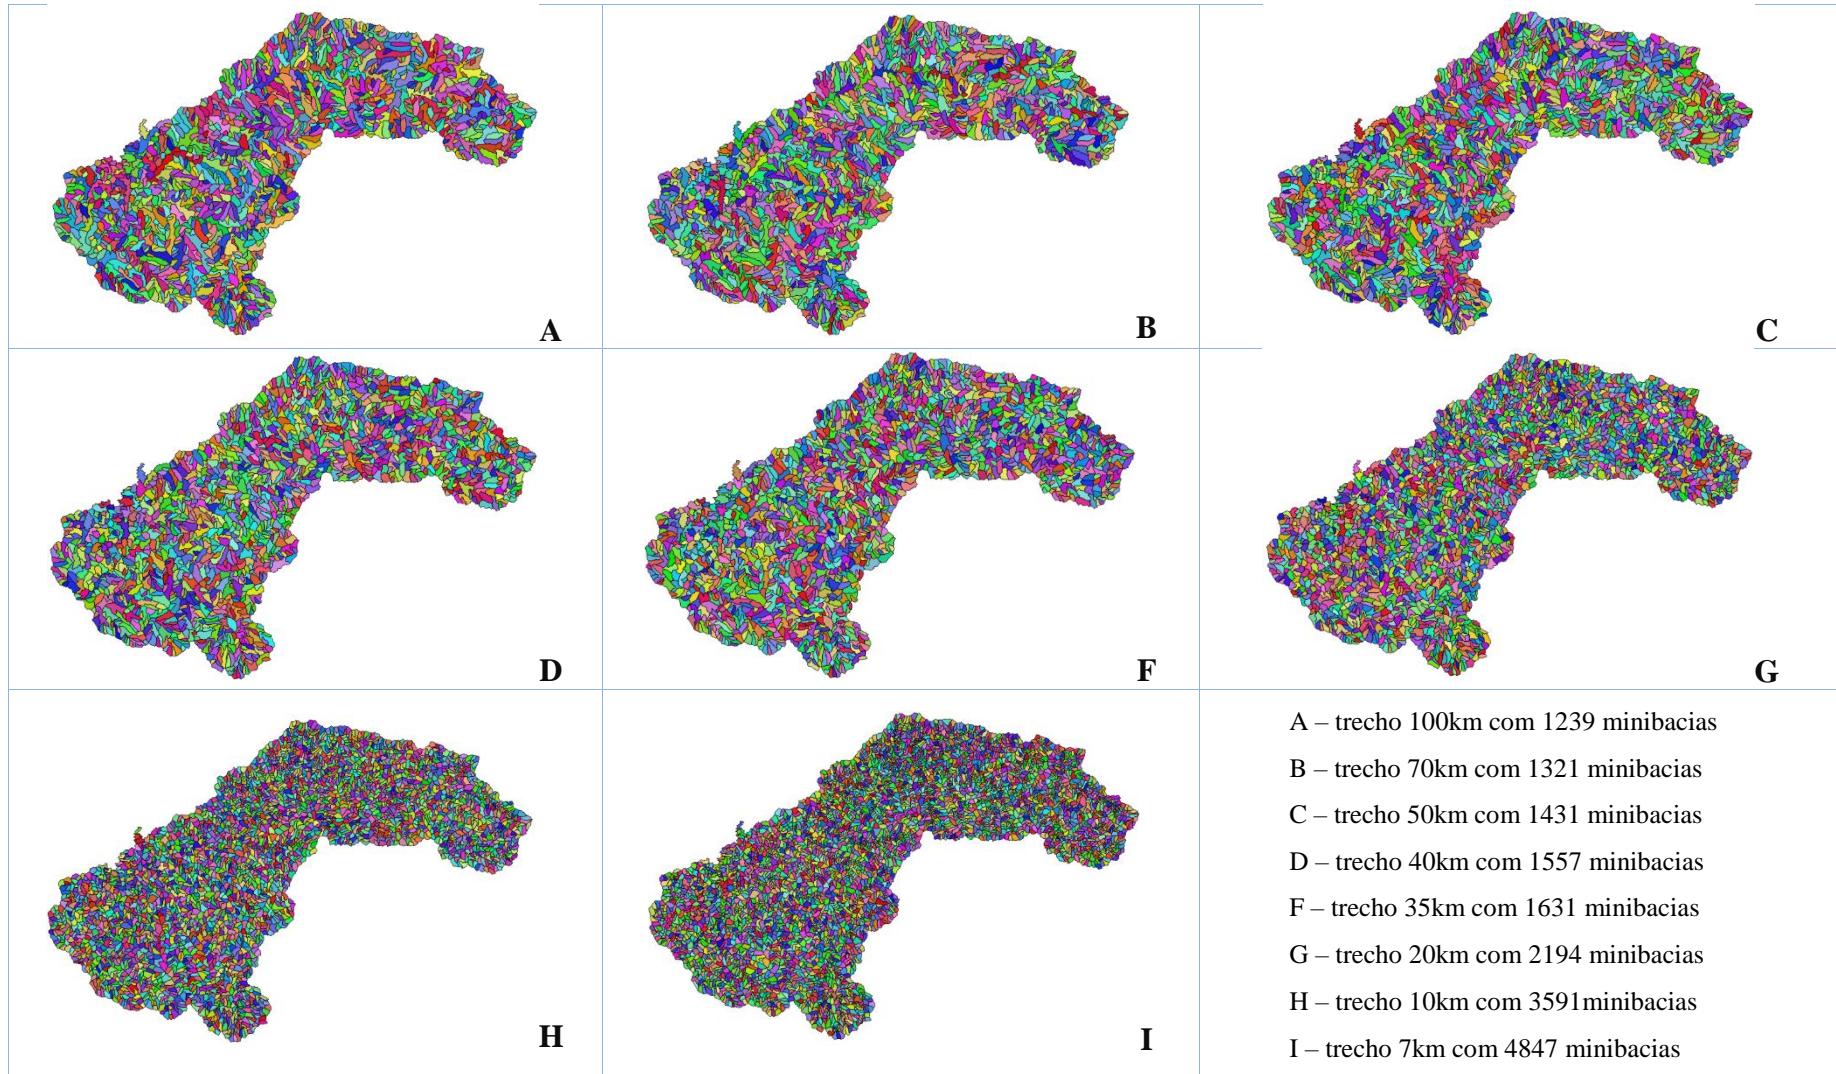 A
B
C
D
F
G
H
I
A – trecho 100km com 1239 minibacias
B – trecho 70km com 1321 minibacias
C – trecho 50km com 1431 minibacias
D – trecho 40km com 1557 minibacias
F – trecho 35km com 1631 minibacias
G – trecho 20km com 2194 minibacias
H – trecho 10km com 3591minibacias
I – trecho 7km com 4847 minibacias